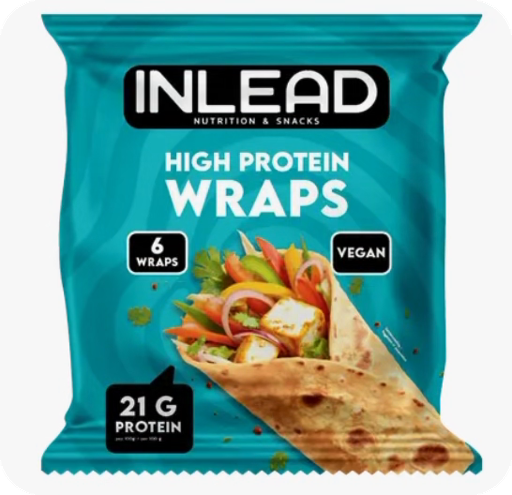 INLEAD
NUTRITION & SNACKS
HIGH PROTEIN
WRAPS
6
WRAPS
VEGAN
21 G
PROTEIN